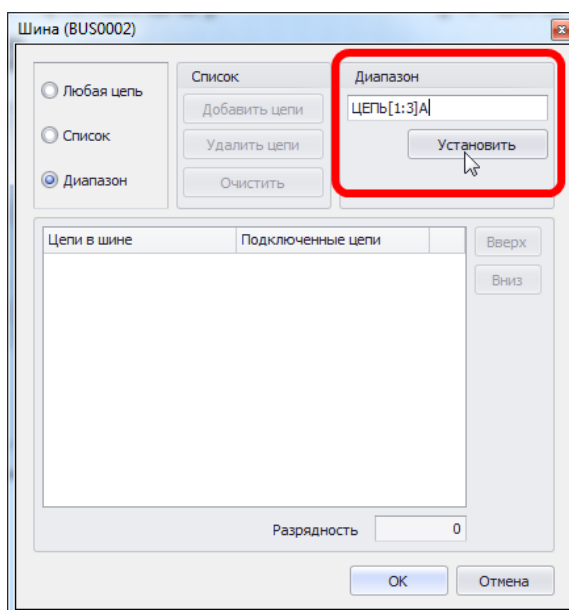 Шина (BUS0002)
Любая цепь
Список
Диапазон
Список
Добавить цепи
Удалить цепи
Очистить
Диапазон
ЦЕПЬ[1:3]А
Установить
Цепи в шине
Подключенные цепи
Вверх
Вниз
Разрядность
0
OK
Отмена